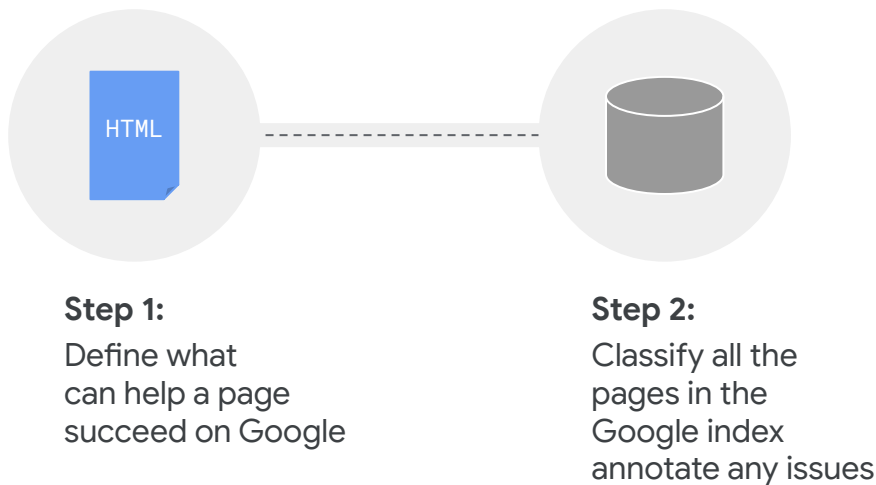 HTML
Step 1:
Define what
can help a page
succeed on Google
Step 2:
Classify all the
pages in the
Google index
annotate any issues